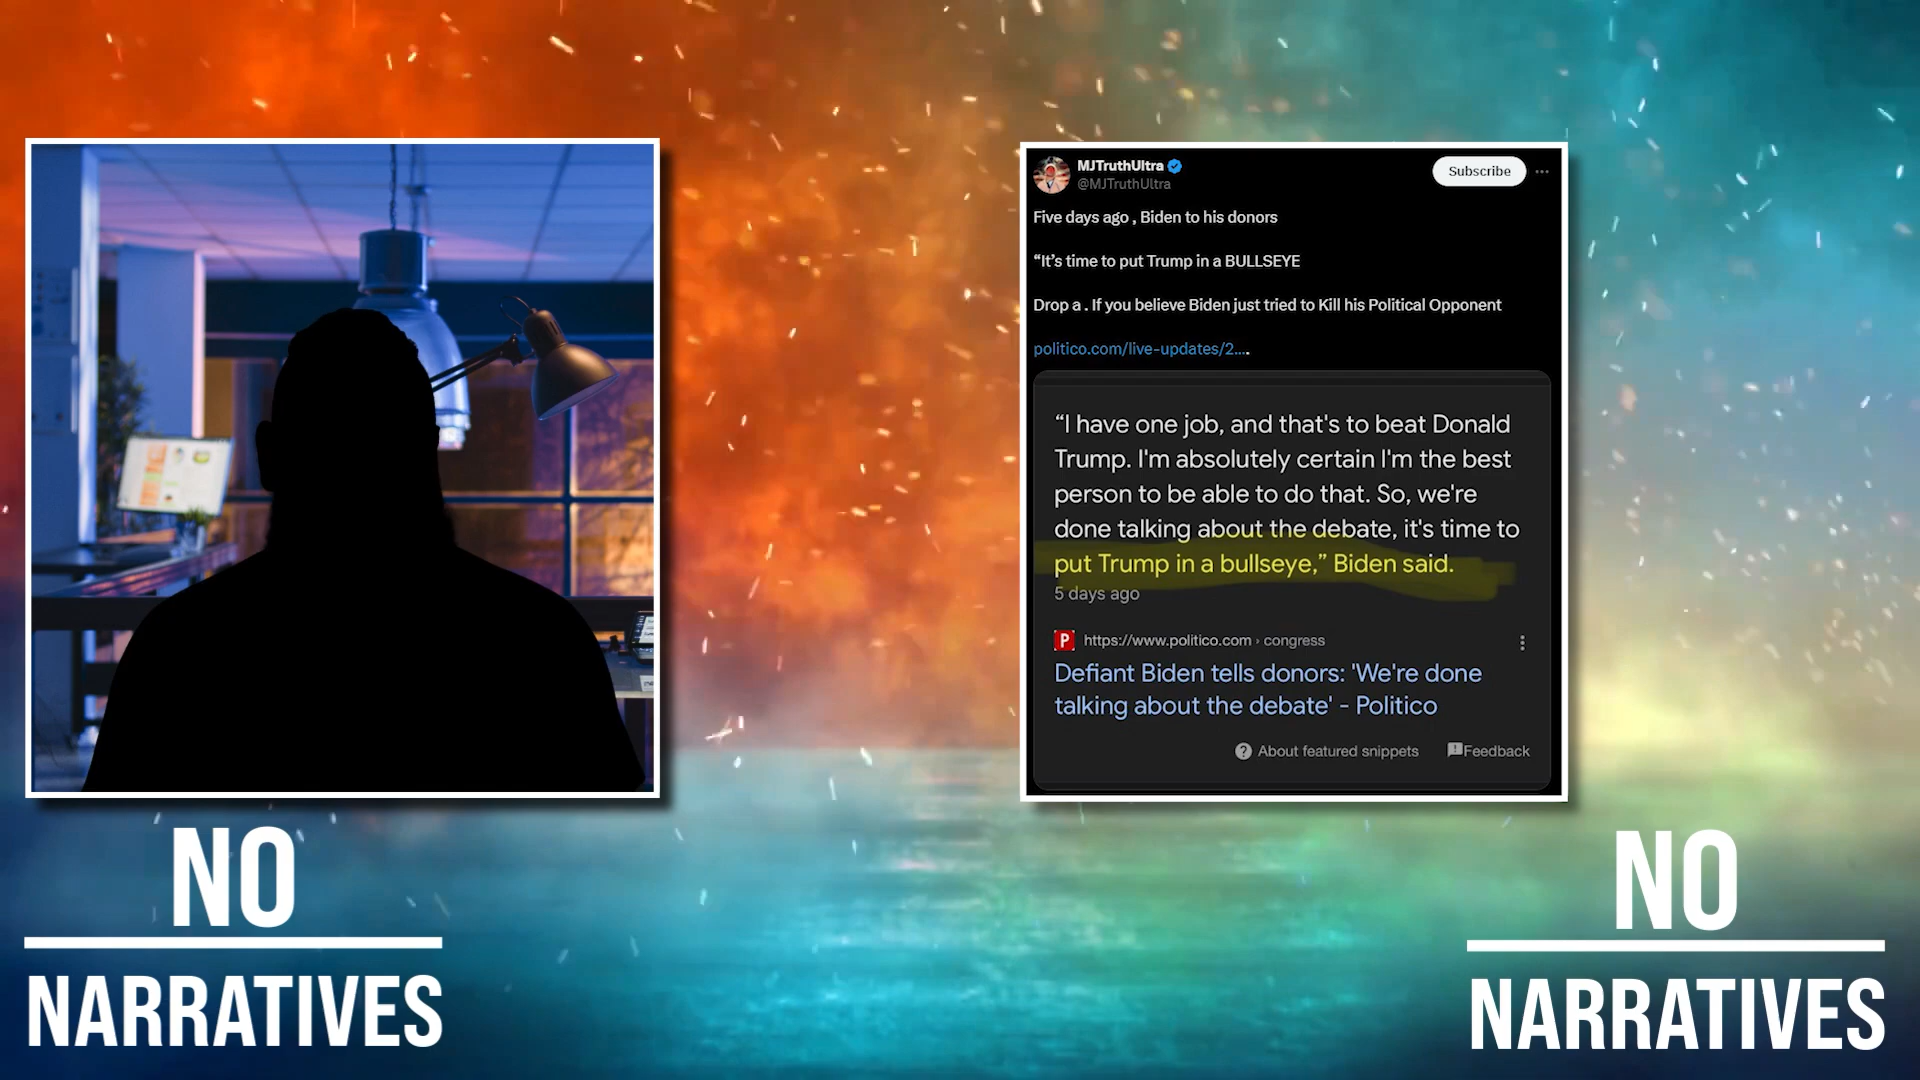 MJTruthUltra
@MJTruthUltra
Subscribe
Five days ago , Biden to his donors
“It's time to put Trump in a BULLSEYE
Drop a . If you believe Biden just tried to Kill his Political Opponent
politico.com/live-updates/2....
“I have one job, and that's to beat Donald
Trump. I'm absolutely certain I'm the best
person to be able to do that. So, we're
done talking about the debate, it's time to
put Trump in a bullseye,” Biden said.
5 days ago
P https://www.politico.com › congress
Defiant Biden tells donors: 'We're done
talking about the debate' - Politico
? About featured snippets
Feedback
NO
NARRATIVES
NO
NARRATIVES